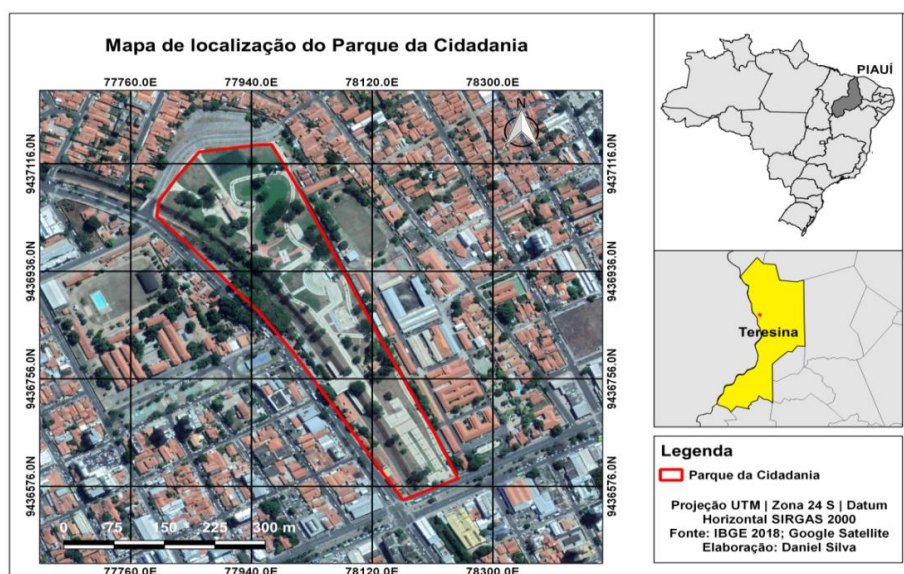 Mapa de localização do Parque da Cidadania
77760.0E 77940.0E 78120.0E 78300.0E
N
9437116.0N 9437116.0N
9436936.0N 9436936.0N
9436756.0N 9436756.0N
9436576.0N 9436576.0N
0 75 150 225 300 m
77760.0E 77940.0E 78120.0E 78300.0E
PIAUÍ
Teresina
Legenda
Parque da Cidadania
Projeção UTM | Zona 24 S | Datum
Horizontal SIRGAS 2000
Fonte: IBGE 2018; Google Satellite
Elaboração: Daniel Silva